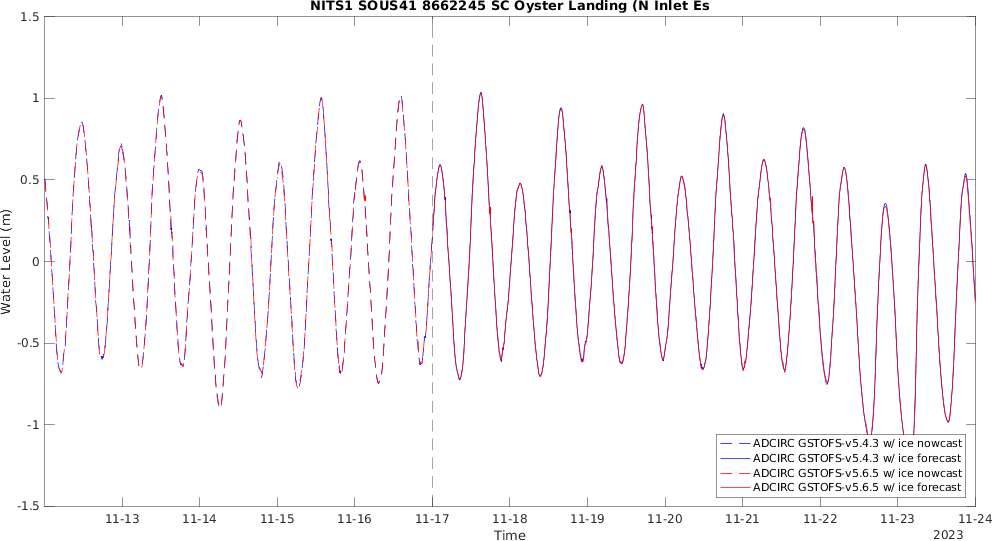 NITS1 SOUS41 8662245 SC Oyster Landing (N Inlet Es
1.5
1
0.5
0
-0.5
-1
-1.5
Water Level (m)
ADCIRC GSTOFS-v5.4.3 w/ ice nowcast
ADCIRC GSTOFS-v5.4.3 w/ ice forecast
ADCIRC GSTOFS-v5.6.5 w/ ice nowcast
ADCIRC GSTOFS-v5.6.5 w/ ice forecast
11-13 11-14 11-15 11-16 11-17 11-18 11-19 11-20 11-21 11-22 11-23 11-24
Time
2023